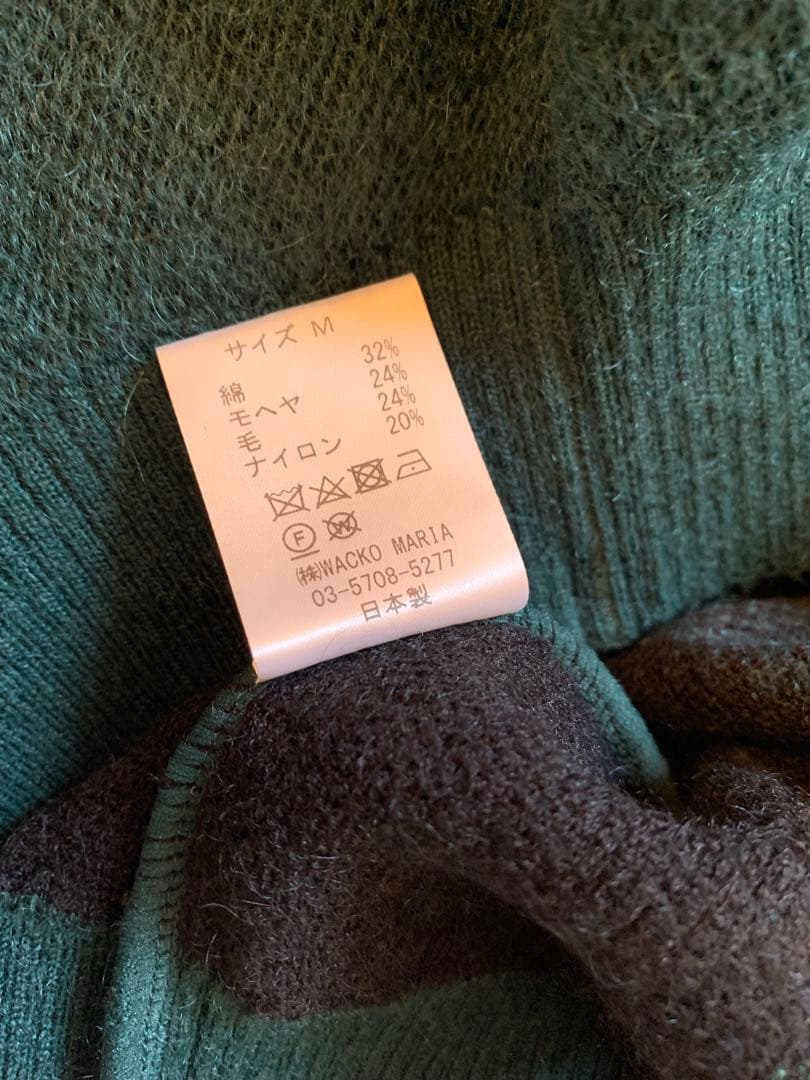 サイズ M
綿 32%
モヘヤ 24%
毛 24%
ナイロン 20%
F W
㈱WACKO MARIA
03-5708-5277
日本製